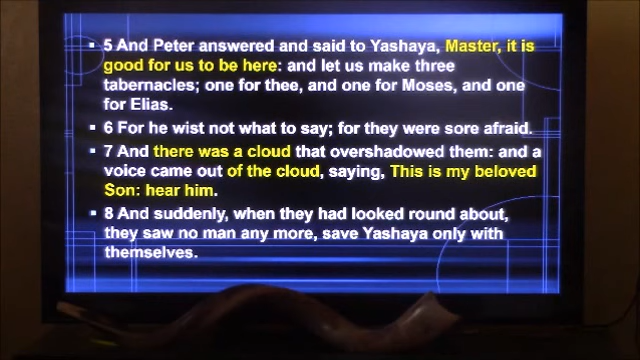 ▪ 5 And Peter answered and said to Yashaya, Master, it is
good for us to be here: and let us make three
tabernacles; one for thee, and one for Moses, and one
for Elias.
▪ 6 For he wist not what to say; for they were sore afraid.
▪ 7 And there was a cloud that overshadowed them: and a
voice came out of the cloud, saying, This is my beloved
Son: hear him.
▪ 8 And suddenly, when they had looked round about,
they saw no man any more, save Yashaya only with
themselves.